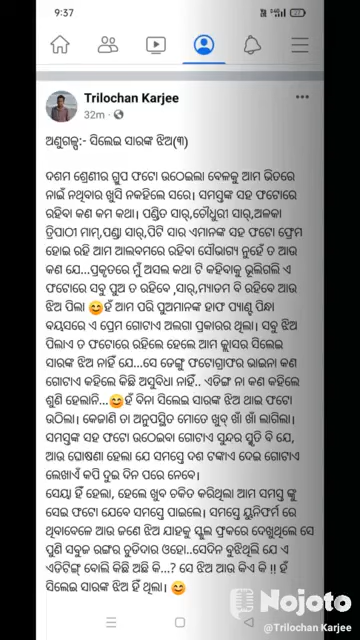 9:37
Trilochan Karjee
32m
ଅଣୁଗଳ୍ପ:- ସିଲେଇ ସାରଙ୍କ ଝିଅ(୩)
ଦଶମ ଶ୍ରେଣୀର ଗ୍ରୁପ ଫଟୋ ଉଠେଇଲା ବେଳକୁ ଆମ ଭିତରେ
ନାଇଁ ନଥିବାର ଖୁସି ନକହିଲେ ସରେ। ସମସ୍ତଙ୍କ ସହ ଫଟୋରେ
ରହିବା କଣ କମ କଥା। ପଣ୍ଡିତ ସାର୍,ଚୌଧୁରୀ ସାର୍,ଅଳକା
ତ୍ରିପାଠୀ ମାମ୍,ପଣ୍ଡା ସାର୍,ପିଟି ସାର ଏମାନଙ୍କ ସହ ଫଟୋ ଫ୍ରେମ
ହୋଇ ରହି ଆମ ଆଲବମରେ ରହିବା ସୌଭାଗ୍ୟ ନୁହେଁ ତ ଆଉ
କଣ ଯେ...ପ୍ରକୃତରେ ମୁଁ ଅସଲ କଥା ଟି କହିବାକୁ ଭୁଲିଗଲି ଏ
ଫଟୋରେ ସବୁ ପୁଅ ତ ରହିବେ ,ସାର୍,ମ୍ୟାଡମ ବି ରହିବେ ଆଉ
ଝିଅ ପିଲା 😊ହଁ ଆମ ପରି ପୁଅମାନଙ୍କ ହାଫ ପ୍ୟାଣ୍ଟ ପିନ୍ଧା
ବୟସରେ ଏ ପ୍ରେମ ଗୋଟାଏ ଅଲଗା ପ୍ରକାରର ଥିଲା। ସବୁ ଝିଅ
ପିଲାଏ ତ ଫଟୋରେ ରହିଲେ ହେଲେ ଆମ କ୍ଲାସର ସିଲେଇ
ସାରଙ୍କ ଝିଅ ନାହିଁ ଯେ...ସେ ତେଙ୍ଗୁ ଫଟୋଗ୍ରାଫର ଭାଇନା କଣ
ଗୋଟାଏ କହିଲେ କିଛି ଅସୁବିଧା ନାହିଁ.. ଏଡିଙ୍ଗ ନା କଣ କହିଲେ
ଶୁଣି ହେଲାନି...😊ହଁ ବିନା ସିଲେଇ ସାରଙ୍କ ଝିଅ ଥାଇ ଫଟୋ
ଉଠିଲା। କେଜାଣି ତା ଅନୁପସ୍ଥିତ ମୋତେ ଖୁବ୍ ଖାଁ ଖାଁ ଲାଗିଲା।
ସମସ୍ତଙ୍କ ସହ ଫଟୋ ଉଠେଇବା ଗୋଟାଏ ସୁନ୍ଦର ସ୍ମୃତି ବି ଯେ,
ଆଉ ଘୋଷଣା ହେଲା ଯେ ସମସ୍ତେ ଦଶ ଟଙ୍କାଏ ଦେଇ ଗୋଟାଏ
ଲେଖାଏଁ କପି ଦୁଇ ଦିନ ପରେ ନେବେ।
ସେୟା ହିଁ ହେଲା, ହେଲେ ଖୁବ ଚକିତ କରିଥିଲା ଆମ ସମସ୍ତ ଙ୍କୁ
ସେଇ ଫଟୋ ଯେବେ ସମସ୍ତେ ପାଇଲେ। ସମସ୍ତେ ୟୁନିଫର୍ମ ରେ
ଥିବାବେଳେ ଆଉ ଜଣେ ଝିଅ ଯାହାକୁ ସ୍କୁଲ ଫ୍ରକରେ ଦେଖୁଥିଲେ ସେ
ପୁଣି ସବୁଜ ରଙ୍ଗର ଚୁଡିଦାର ଓହୋ..ସେଦିନ ବୁଝିଥିଲି ଯେ ଏ
ଏଡିଟିଙ୍ଗ୍ ବୋଲି କିଛି ଅଛି କି...? ସେ ଝିଅ ଆଉ କିଏ କି !! ହଁ
ସିଲେଇ ସାରଙ୍କ ଝିଅ ହିଁ ଥିଲା। 😊
Nojoto
@Trilochan Karjee